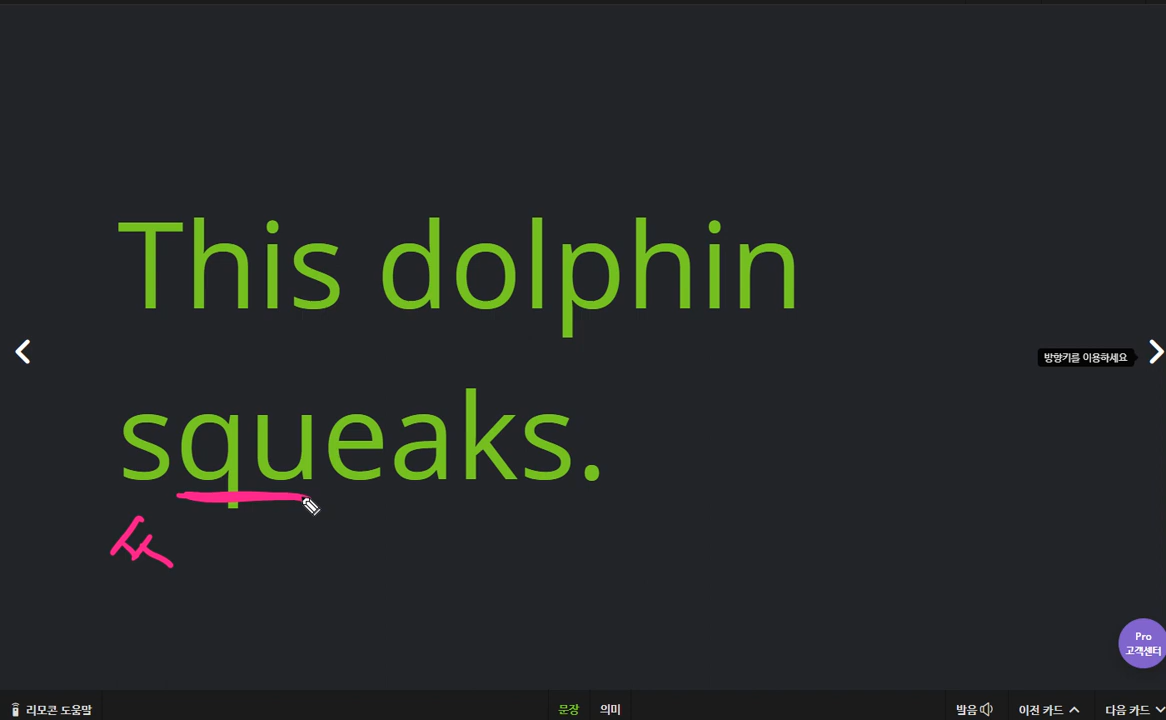 This dolphin
방향키를 이용하세요
squeaks.
ㅆ
Pro
고객센터
리모콘 도움말
문장
의미
발음
이전 카드
다음 카드